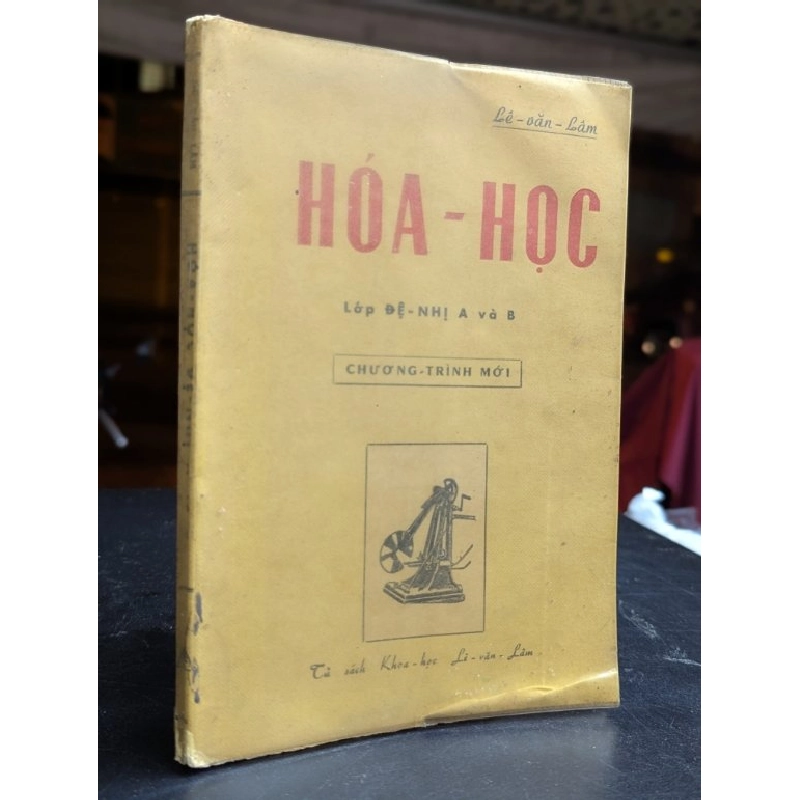 Lê-văn-Lâm
HÓA-HỌC
Lớp ĐỆ-NHỊ A và B
CHƯƠNG-TRÌNH MỚI
Tủ sách Khoa-học Lê-văn-Lâm